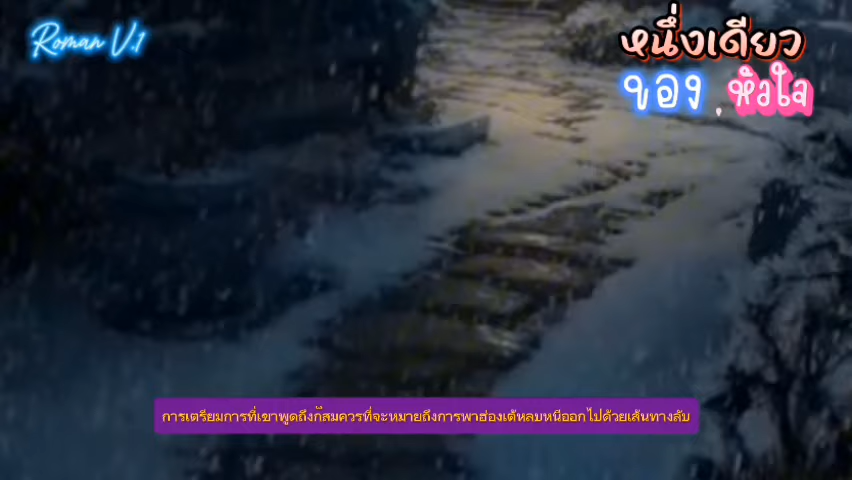 Roman V.1
หนึ่งเดียว
ของ หัวใจ
การเตรียมการที่เขาพูดถึงก็สมควรที่จะหมายถึงการพาฮ่องเต้หลบหนีออกไปด้วยเส้นทางลับ